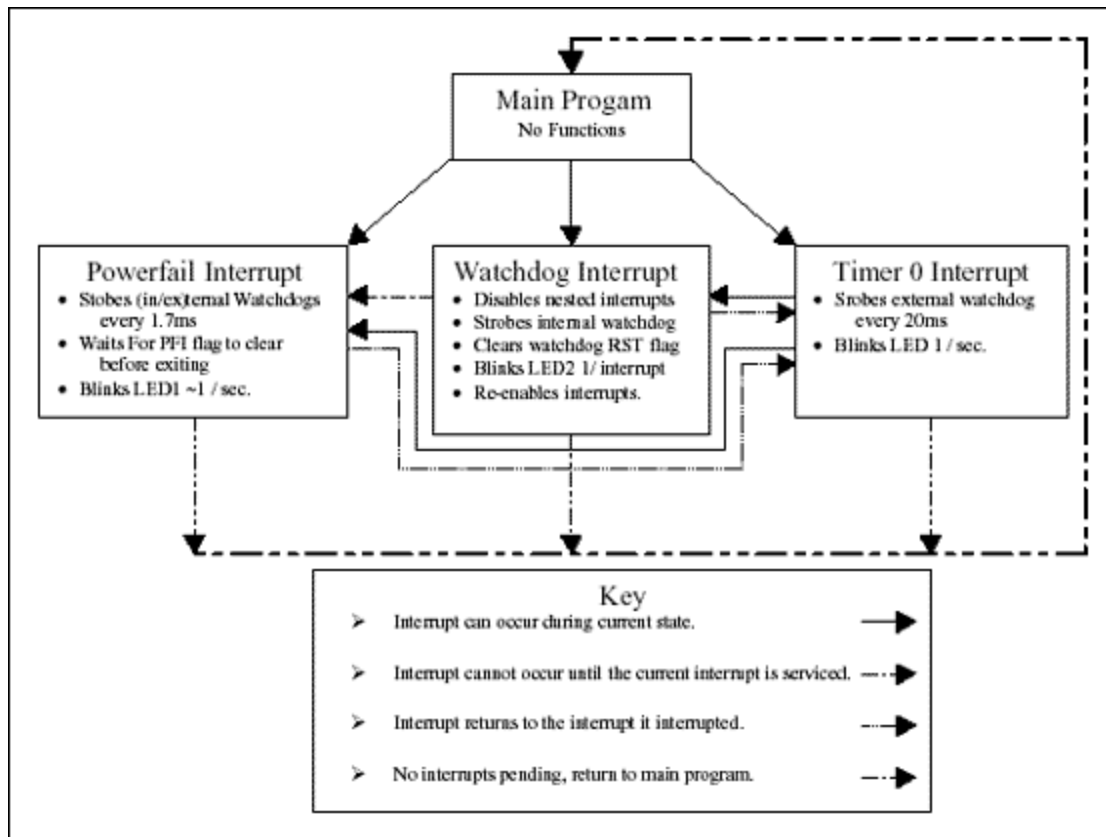 Main Progam
No Functions
Powerfail Interrupt
• Stobes (in/ex)ternal Watchdogs
every 1.7ms
• Waits For PFI flag to clear
before exiting
• Blinks LED1 ~1 / sec.
Watchdog Interrupt
• Disables nested interrupts
• Strobes internal watchdog
• Clears watchdog RST flag
• Blinks LED2 1/ interrupt
• Re-enables interrupts.
Timer 0 Interrupt
• Srobes external watchdog
every 20ms
• Blinks LED 1/ sec.
Key
➢ Interrupt can occur during current state.
➢ Interrupt cannot occur until the current interrupt is serviced.
➢ Interrupt returns to the interrupt it interrupted.
➢ No interrupts pending, return to main program.